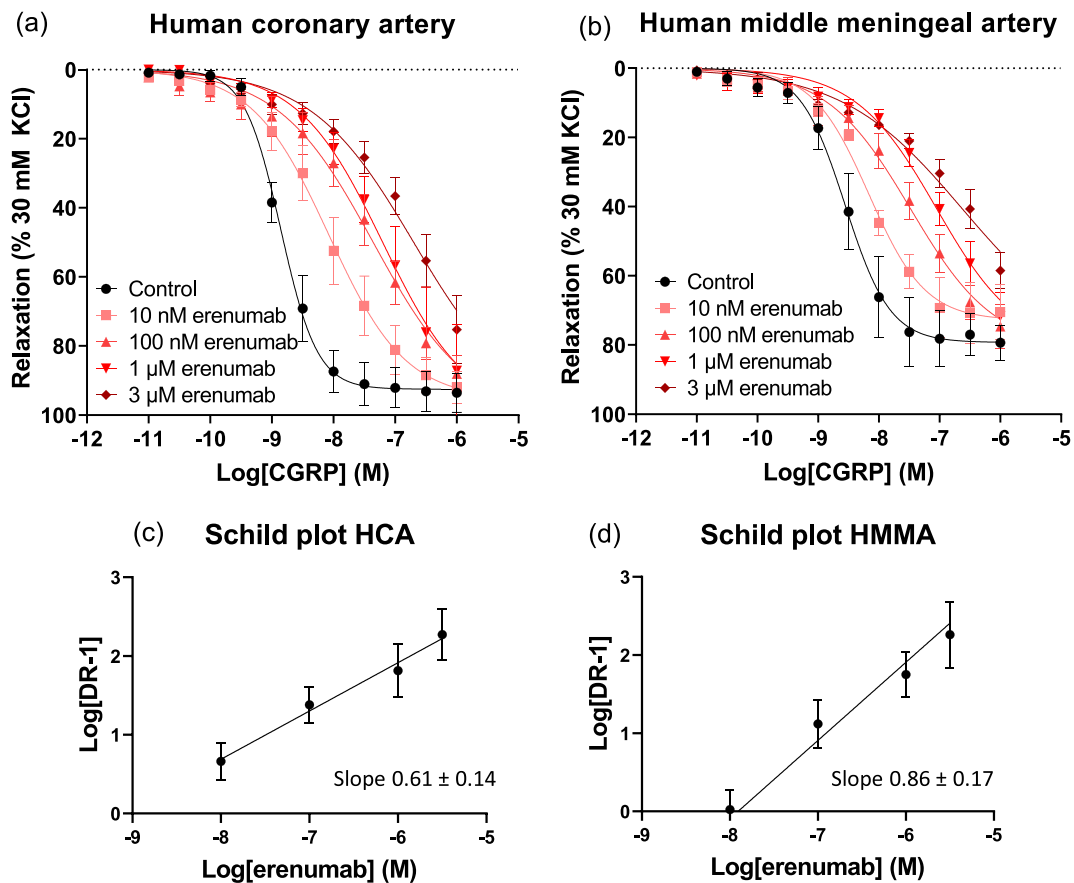 (a)
Human coronary artery
0
20
40
60
80
100
Relaxation (% 30 mM KCl)
Control
10 nM erenumab
100 nM erenumab
1 µM erenumab
3 µM erenumab
-12 -11 -10 -9 -8 -7 -6 -5
Log[CGRP] (M)
(b)
Human middle meningeal artery
0
20
40
60
80
100
Relaxation (% 30 mM KCl)
Control
10 nM erenumab
100 nM erenumab
1 µM erenumab
3 µM erenumab
-12 -11 -10 -9 -8 -7 -6 -5
Log[CGRP] (M)
(c)
Schild plot HCA
3
2
1
0
Log[DR-1]
Slope 0.61 ± 0.14
-9 -8 -7 -6 -5
Log[erenumab] (M)
(d)
Schild plot HMMA
3
2
1
0
Log[DR-1]
Slope 0.86 ± 0.17
-9 -8 -7 -6 -5
Log[erenumab] (M)